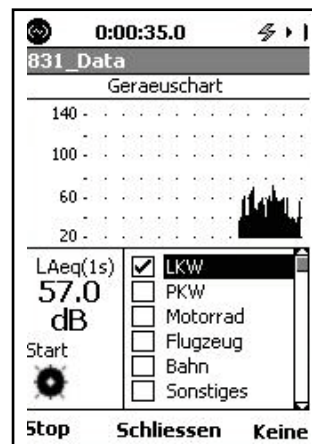 0:00:35.0
831_Data
Geraeuschart
140
100
60
20
LAeq(1s)
57.0
dB
Start
LKW
PKW
Motorrad
Flugzeug
Bahn
Sonstiges
Stop Schliessen Keine